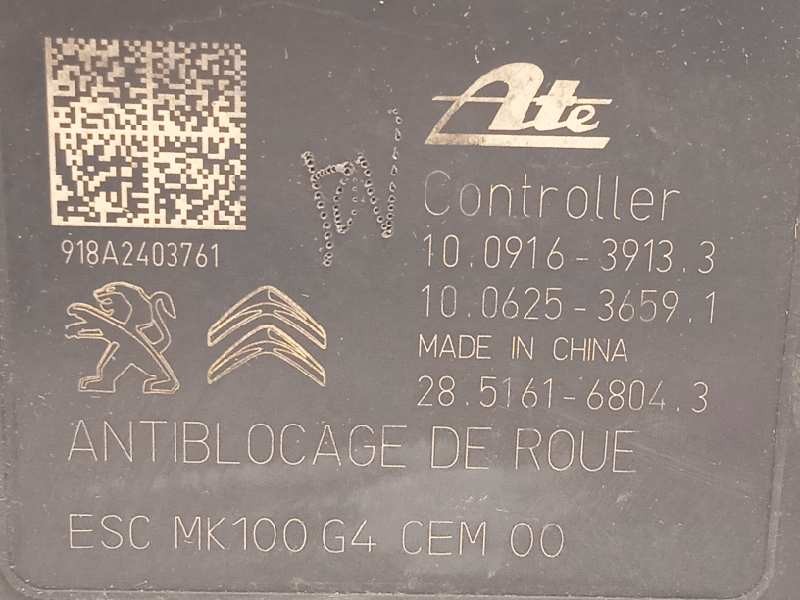 Ate
918A2403761
Controller
10.0916-3913.3
10.0625-3659.1
MADE IN CHINA
28.5161-6804.3
ANTIBLOCAGE DE ROUE
ESC MK100 G4 CEM 00